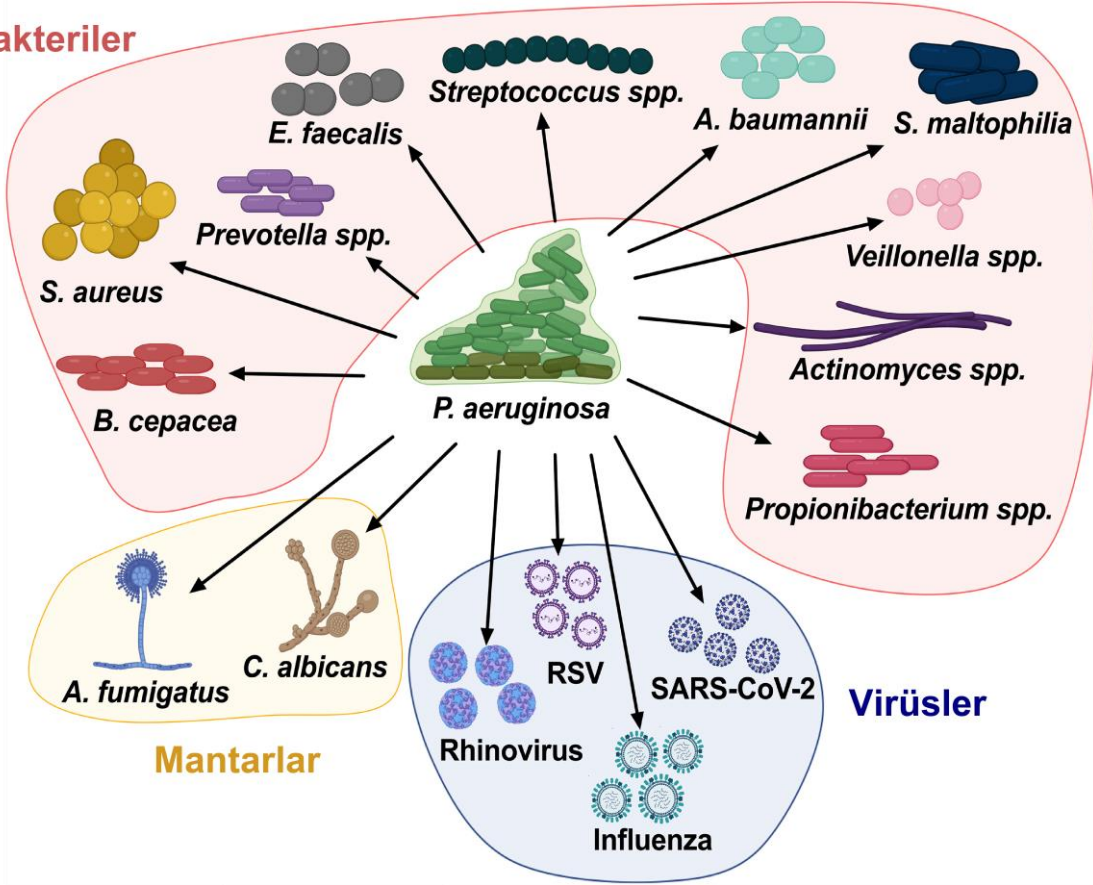 akteriler
E. faecalis
Streptococcus spp.
A. baumannii
S. maltophilia
Prevotella spp.
Veillonella spp.
S. aureus
Actinomyces spp.
B. cepacea
P. aeruginosa
Propionibacterium spp.
A. fumigatus
C. albicans
RSV
SARS-CoV-2
Virüsler
Rhinovirus
Mantarlar
Influenza